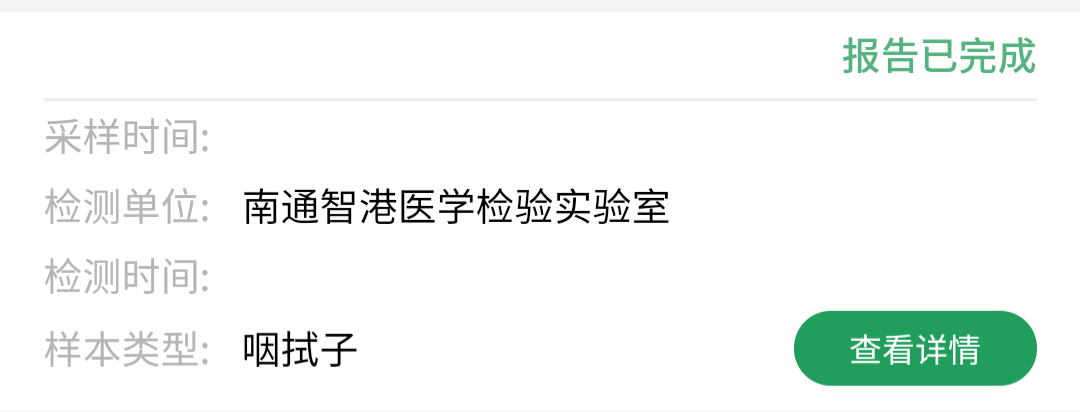 报告已完成
采样时间:
检测单位: 南通智港医学检验实验室
检测时间:
样本类型: 咽拭子
查看详情